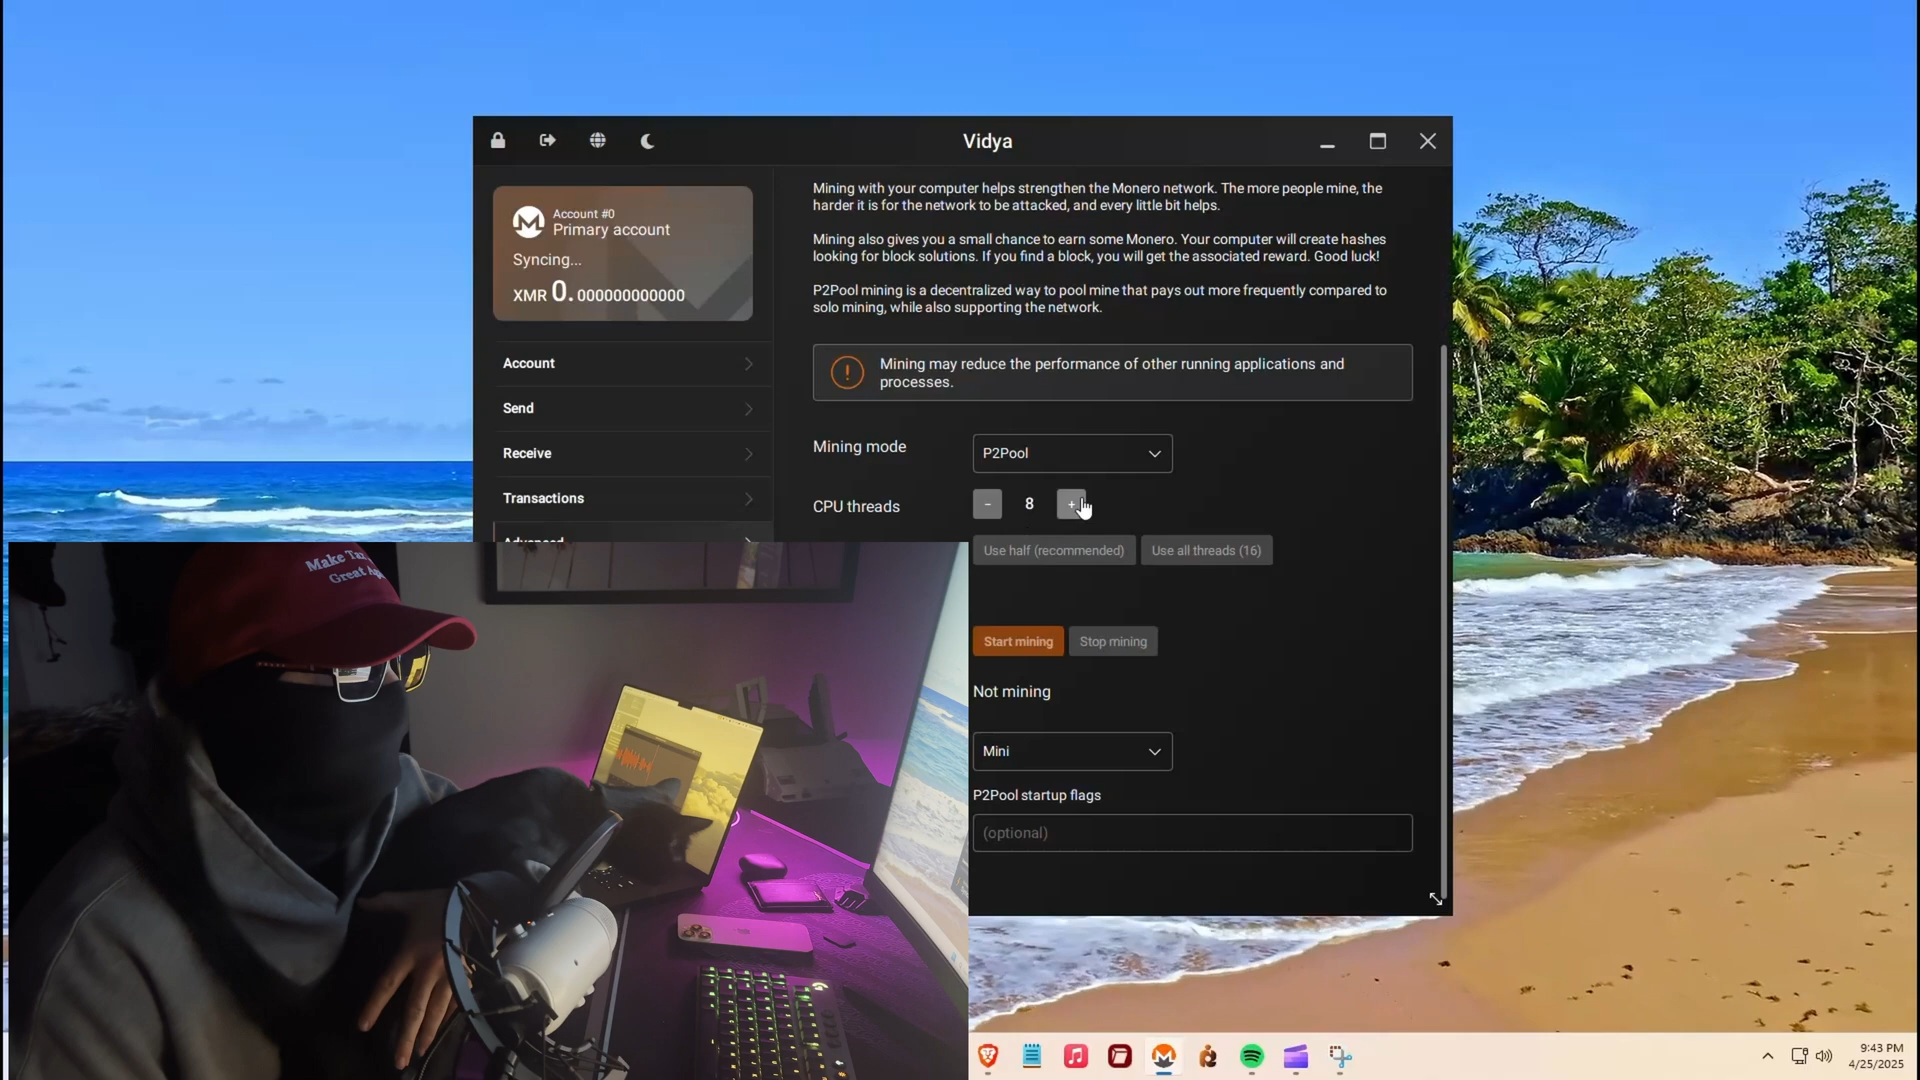 Vidya
Account #0
Primary account
Syncing...
XMR 0.000000000000
Account
Send
Receive
Transactions
Advanced
Mining with your computer helps strengthen the Monero network. The more people mine, the
harder it is for the network to be attacked, and every little bit helps.
Mining also gives you a small chance to earn some Monero. Your computer will create hashes
looking for block solutions. If you find a block, you will get the associated reward. Good luck!
P2Pool mining is a decentralized way to pool mine that pays out more frequently compared to
solo mining, while also supporting the network.
Mining may reduce the performance of other running applications and
processes.
Mining mode
P2Pool
CPU threads
- 8 +
Use half (recommended)
Use all threads (16)
Start mining
Stop mining
Not mining
Mini
P2Pool startup flags
(optional)
Make
Great
9:43 PM
4/25/2025